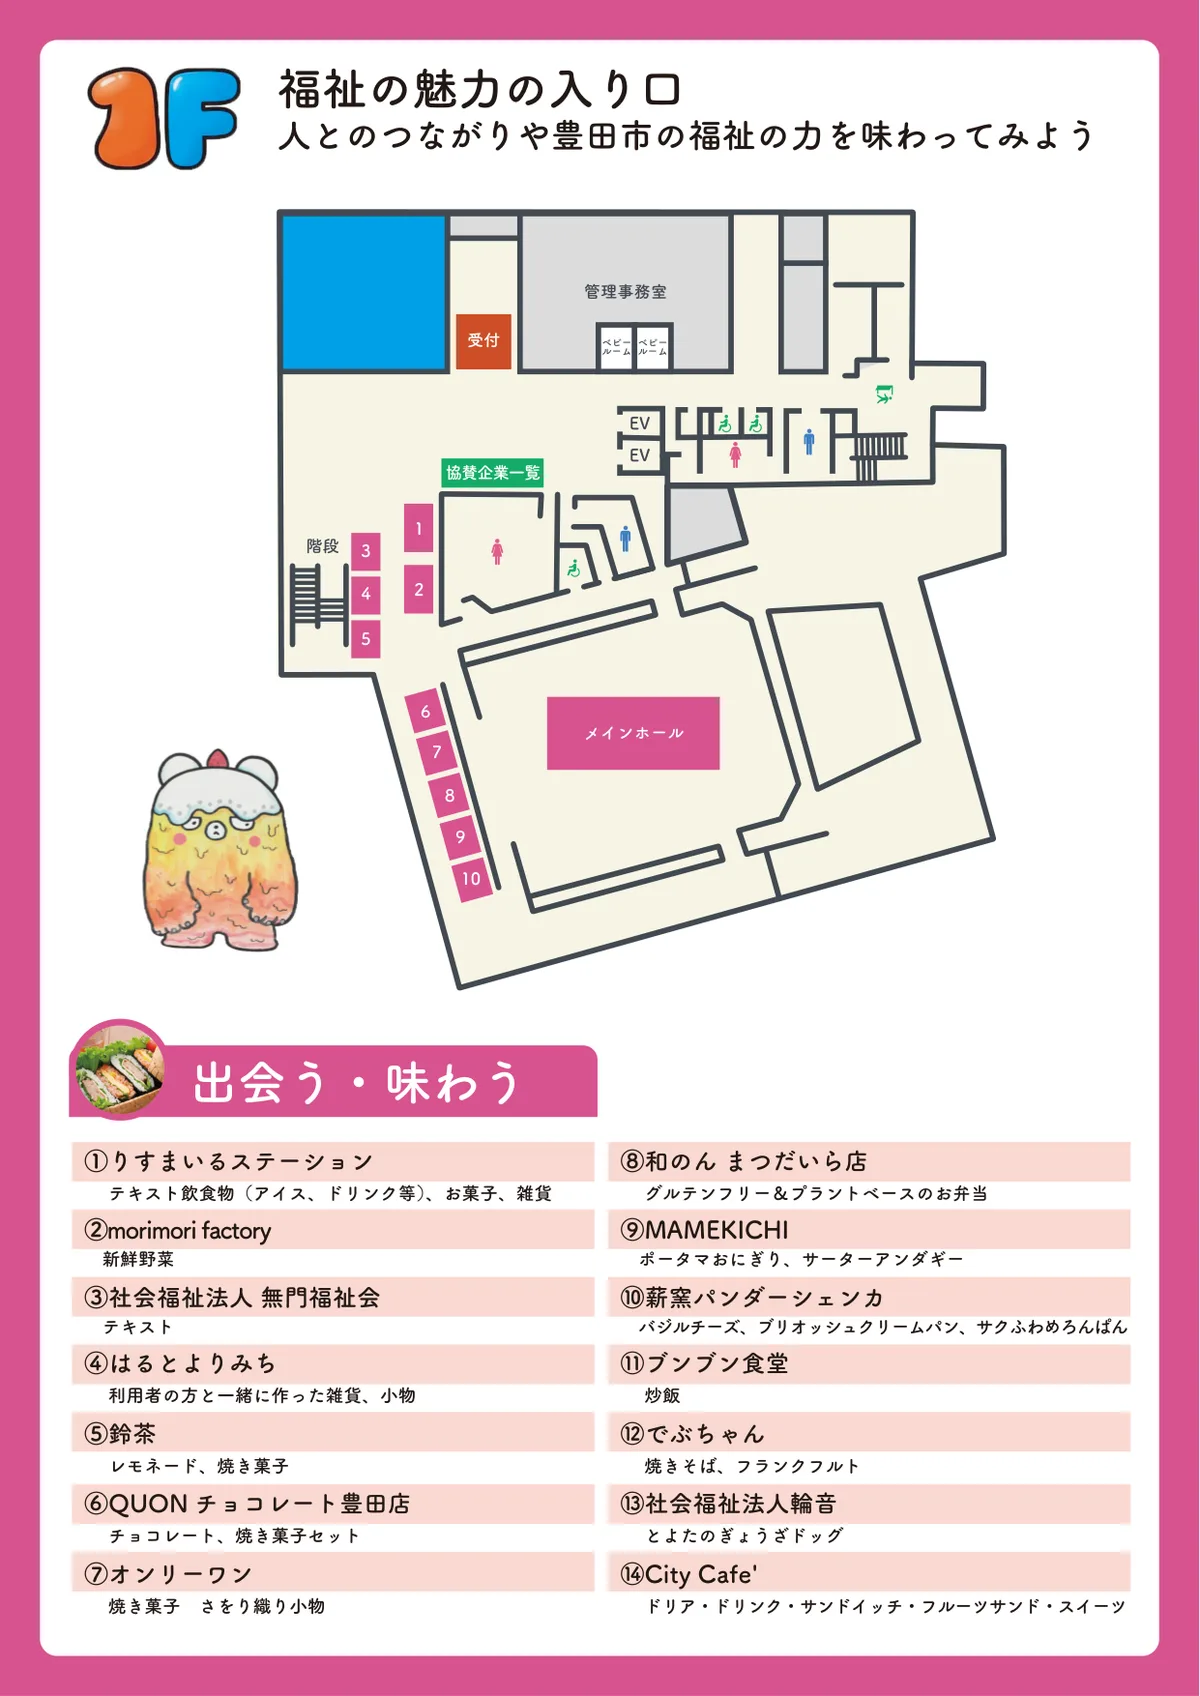 1F
福祉の魅力の入り口
人とのつながりや豊田市の福祉の力を味わってみよう
管理事務室
受付
ベビー
ルーム
ベビー
ルーム
EV
EV
協賛企業一覧
階段
1
2
3
4
5
6
7
8
9
10
メインホール
出会う・味わう
①りすまいるステーション
テキスト飲食物（アイス、ドリンク等）、お菓子、雑貨
②morimori factory
新鮮野菜
③社会福祉法人 無門福祉会
テキスト
④はるとよりみち
利用者の方と一緒に作った雑貨、小物
⑤鈴茶
レモネード、焼き菓子
⑥QUON チョコレート豊田店
チョコレート、焼き菓子セット
⑦オンリーワン
焼き菓子　さをり織り小物
⑧和のん まつだいら店
グルテンフリー＆プラントベースのお弁当
⑨MAMEKICHI
ポータマおにぎり、サーターアンダギー
⑩薪窯パンダーシェンカ
バジルチーズ、ブリオッシュクリームパン、サクふわめろんぱん
⑪ブンブン食堂
炒飯
⑫でぶちゃん
焼きそば、フランクフルト
⑬社会福祉法人輪音
とよたのぎょうざドッグ
⑭City Cafe'
ドリア・ドリンク・サンドイッチ・フルーツサンド・スイーツ